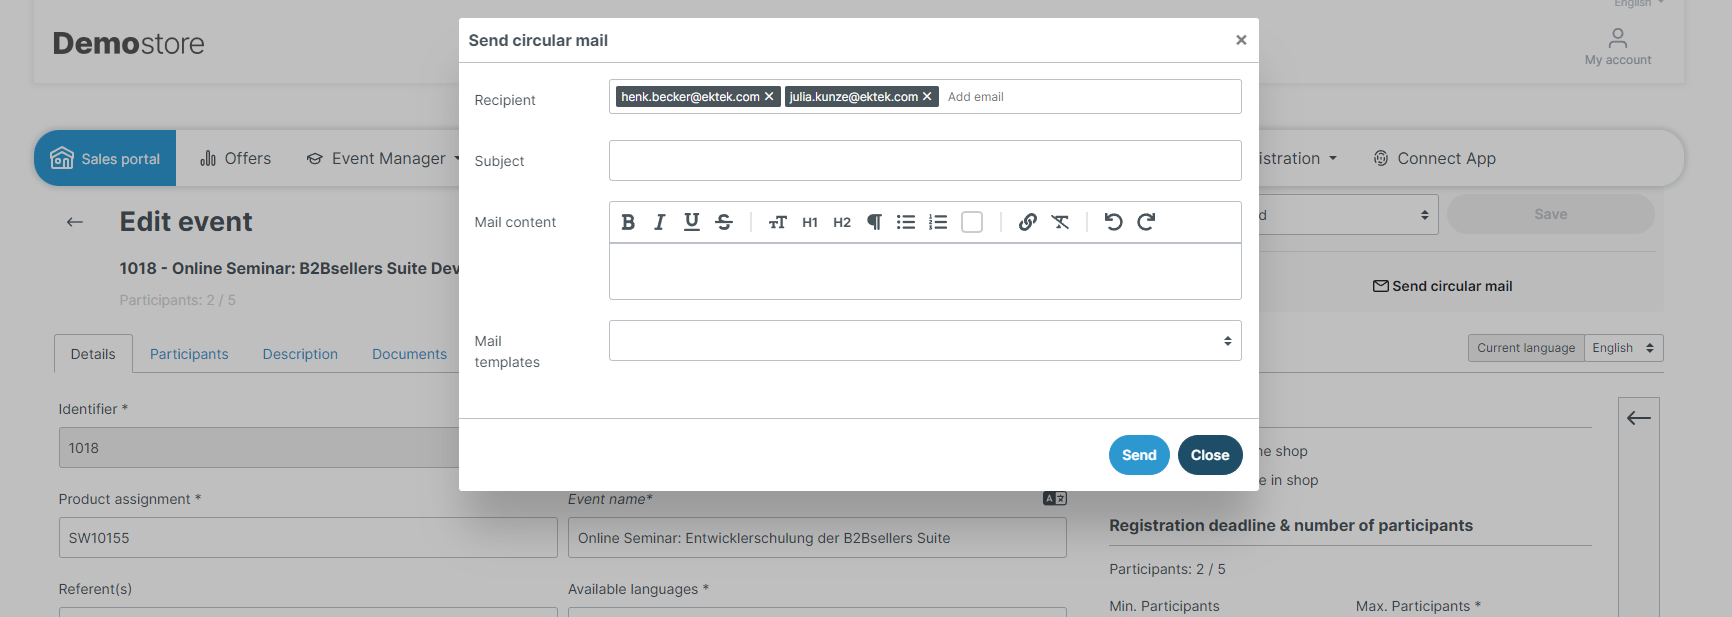 English
Demostore
My account
Send circular mail
×
Recipient
henk.becker@ektek.com ✕ julia.kunze@ektek.com ✕ Add email
Sales portal
Offers
Event Manager
Subject
istration
Connect App
Edit event
Mail content
H1 H2
d
Save
1018 - Online Seminar: B2Bsellers Suite Dev
Participants: 2 / 5
Send circular mail
Mail
templates
Details
Participants
Description
Documents
Current language
English
Identifier *
1018
Send
Close
e shop
e in shop
Product assignment *
Event name*
SW10155
Online Seminar: Entwicklerschulung der B2Bsellers Suite
Registration deadline & number of participants
Participants: 2 / 5
Referent(s)
Available languages *
Min. Participants
Max. Participants *